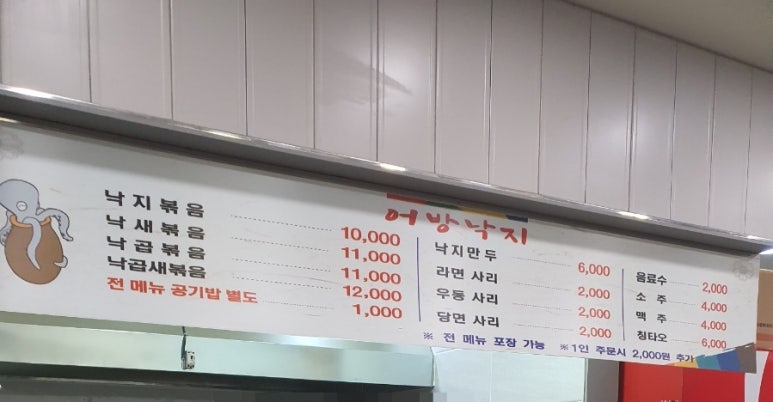 어방낙지
낙지볶음 10,000
낙새볶음 11,000
낙곱볶음 11,000
낙곱새볶음 12,000
전 메뉴 공기밥 별도 1,000
낙지만두 6,000
라면 사리 2,000
우동 사리 2,000
당면 사리 2,000
음료수 2,000
소 주 4,000
맥 주 4,000
칭타오 6,000
※ 전 메뉴 포장 가능 ※1인 주문시 2,000원 추가